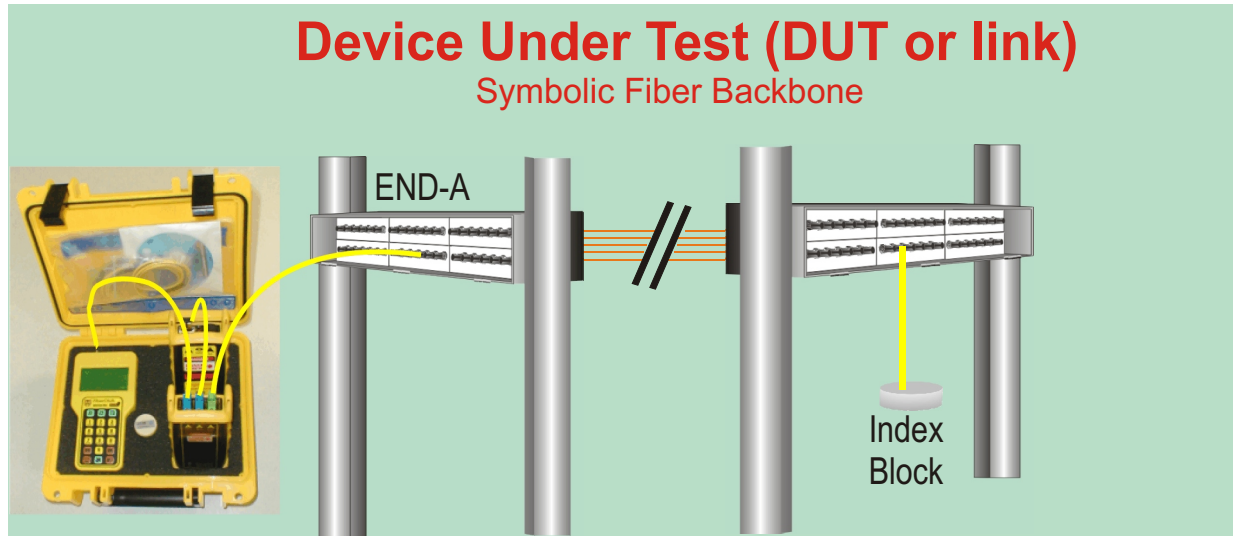 Device Under Test (DUT or link)
Symbolic Fiber Backbone
END-A
Index
Block